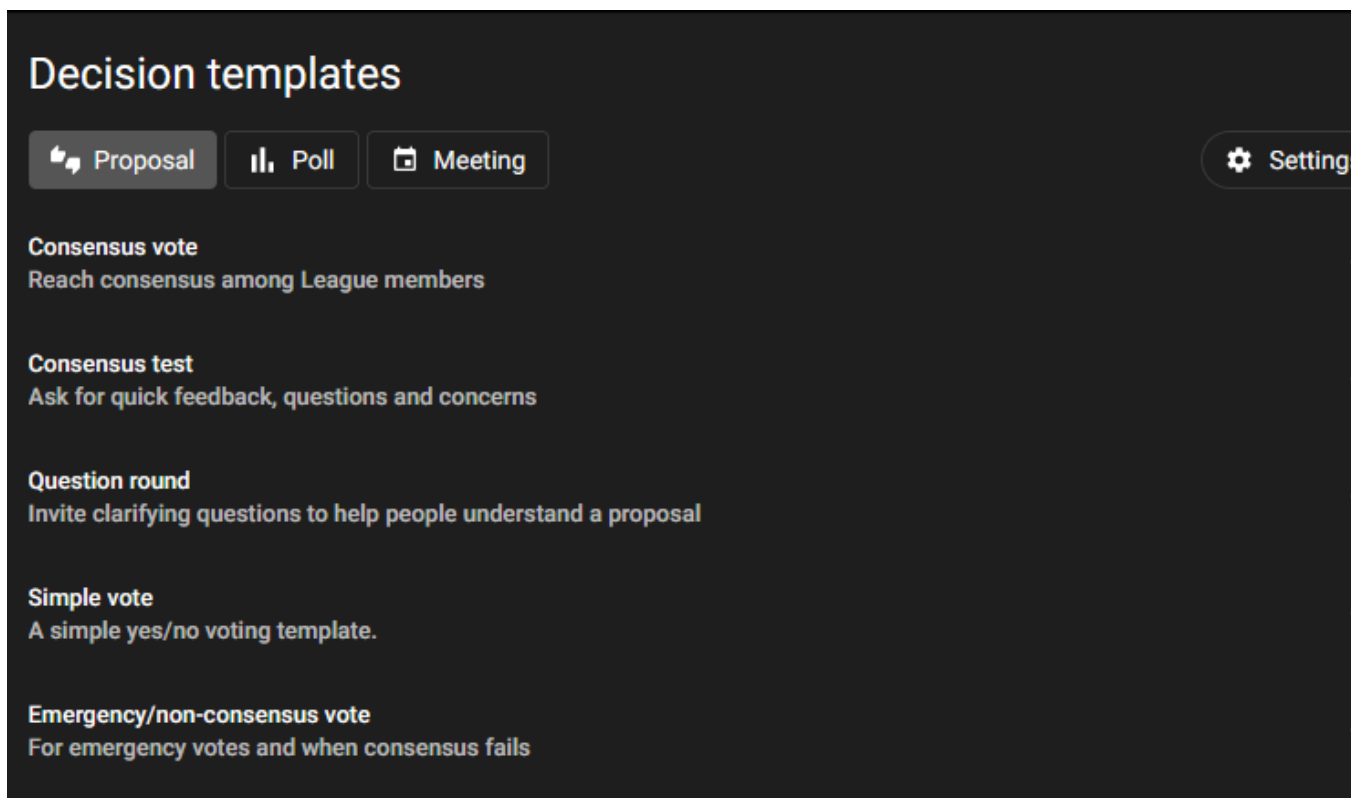 Decision templates
Proposal
Poll
Meeting
Setting
Consensus vote
Reach consensus among League members
Consensus test
Ask for quick feedback, questions and concerns
Question round
Invite clarifying questions to help people understand a proposal
Simple vote
A simple yes/no voting template.
Emergency/non-consensus vote
For emergency votes and when consensus fails